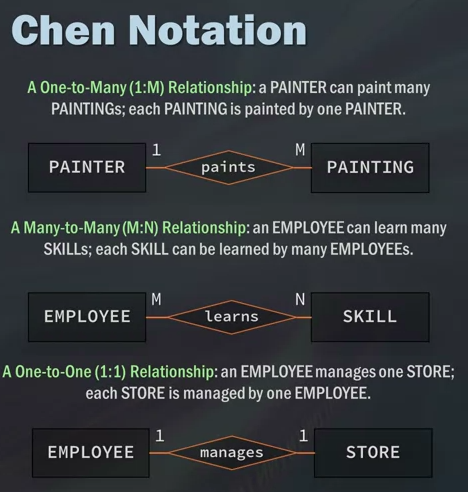 Chen Notation
A One-to-Many (1:M) Relationship: a PAINTER can paint many
PAINTINGs; each PAINTING is painted by one PAINTER.
1 M
PAINTER paints PAINTING
A Many-to-Many (M:N) Relationship: an EMPLOYEE can learn many
SKILLs; each SKILL can be learned by many EMPLOYEEs.
M N
EMPLOYEE learns SKILL
A One-to-One (1:1) Relationship: an EMPLOYEE manages one STORE;
each STORE is managed by one EMPLOYEE.
1 1
EMPLOYEE manages STORE